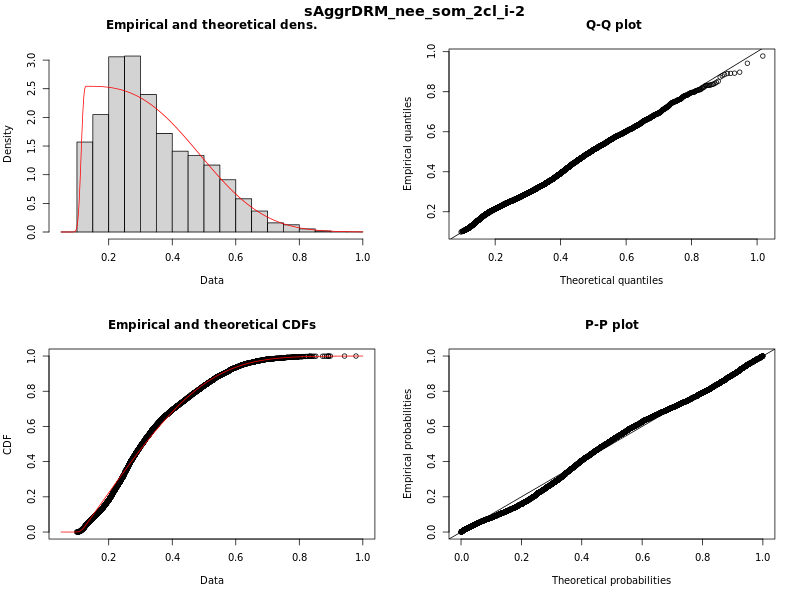 sAggrDRM_nee_som_2cl_i-2
Empirical and theoretical dens.
Density
0.0 0.5 1.0 1.5 2.0 2.5 3.0
0.2 0.4 0.6 0.8 1.0
Data
Q-Q plot
Empirical quantiles
0.2 0.4 0.6 0.8 1.0
0.2 0.4 0.6 0.8 1.0
Theoretical quantiles
Empirical and theoretical CDFs
CDF
0.0 0.2 0.4 0.6 0.8 1.0
0.2 0.4 0.6 0.8 1.0
Data
P-P plot
Empirical probabilities
0.0 0.2 0.4 0.6 0.8 1.0
0.0 0.2 0.4 0.6 0.8 1.0
Theoretical probabilities